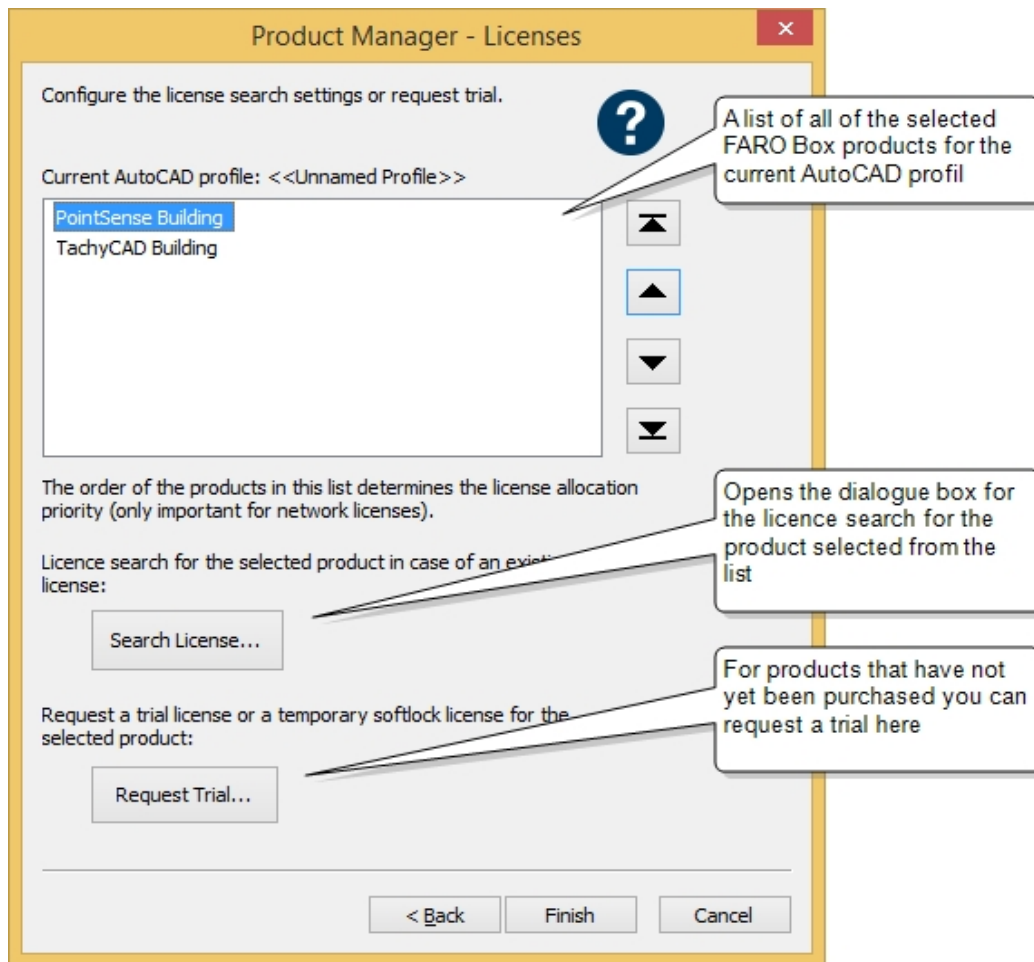 Product Manager - Licenses
×
Configure the license search settings or request trial.
?
A list of all of the selected
FARO Box products for the
current AutoCAD profil
Current AutoCAD profile: <<Unnamed Profile>>
PointSense Building
TachyCAD Building
The order of the products in this list determines the license allocation
priority (only important for network licenses).
Opens the dialogue box for
the licence search for the
product selected from the
list
Licence search for the selected product in case of an
license:
Search License...
For products that have not
yet been purchased you can
request a trial here
Request a trial license or a temporary softlock license for the
selected product:
Request Trial...
< Back
Finish
Cancel